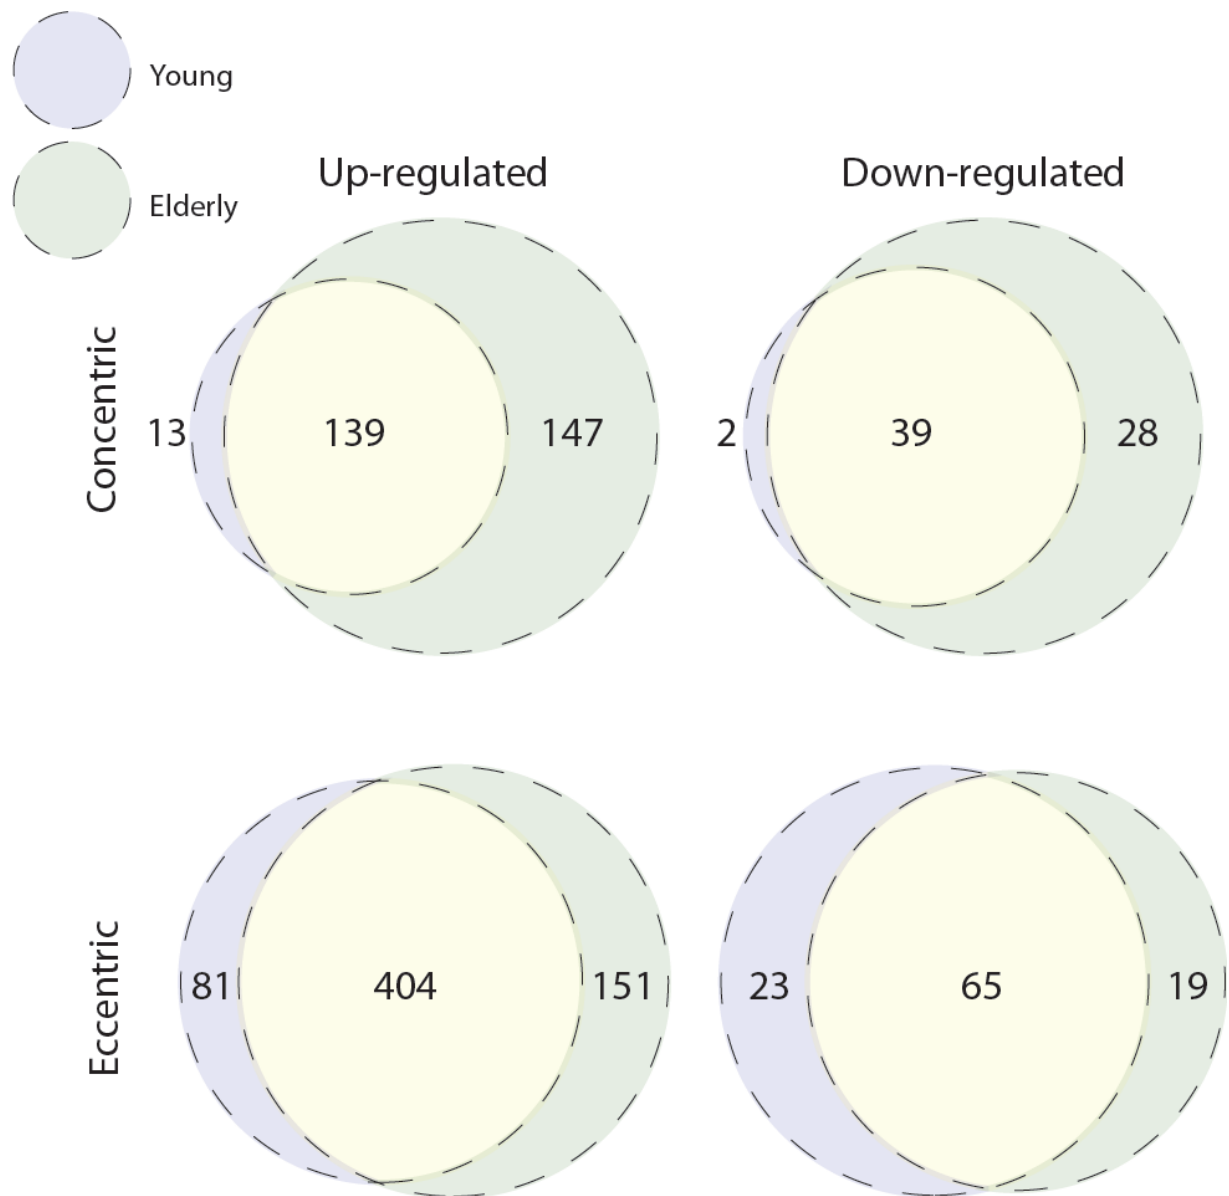 Young
Elderly
Up-regulated
Down-regulated
Concentric
13
139
147
2
39
28
Eccentric
81
404
151
23
65
19